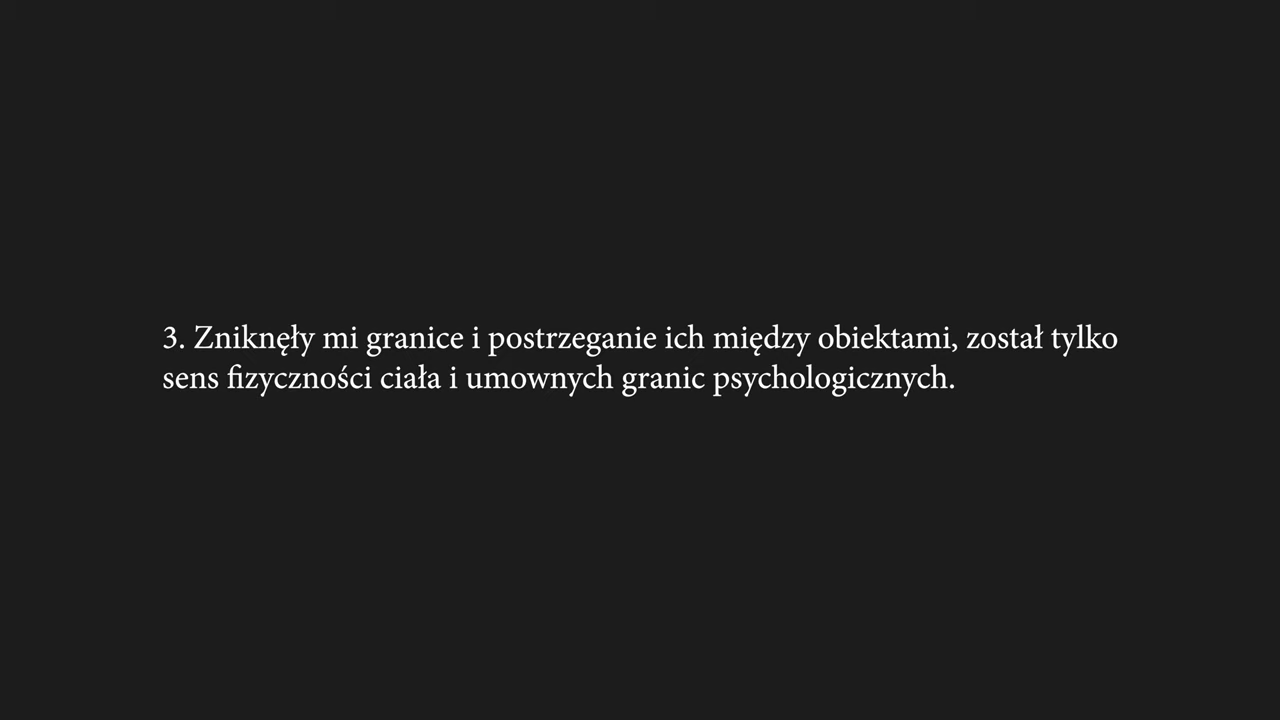 3. Zniknęły mi granice i postrzeganie ich między obiektami, został tylko
sens fizyczności ciała i umownych granic psychologicznych.